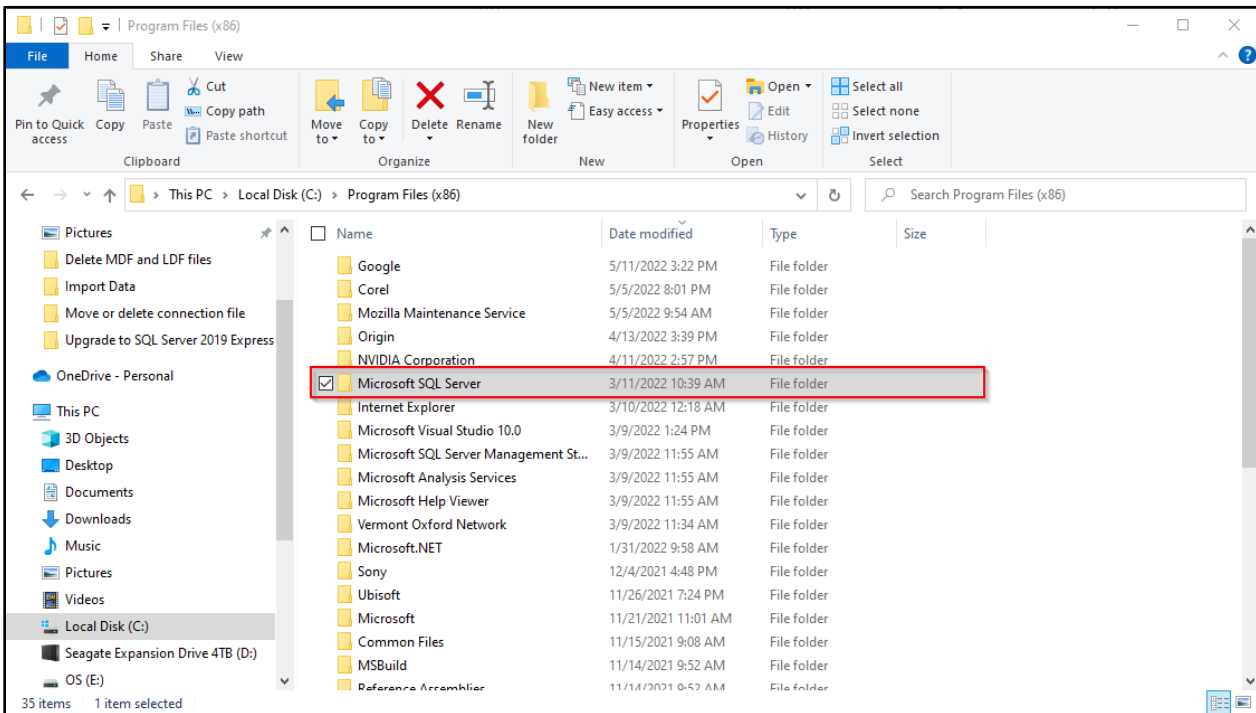 Program Files (x86)
File Home Share View
Pin to Quick access
Copy
Paste
Cut
Copy path
Paste shortcut
Clipboard
Move to
Copy to
Delete
Rename
Organize
New folder
New item
Easy access
New
Properties
Open
Edit
History
Open
Select all
Select none
Invert selection
Select
This PC > Local Disk (C:) > Program Files (x86)
Search Program Files (x86)
Pictures
Delete MDF and LDF files
Import Data
Move or delete connection file
Upgrade to SQL Server 2019 Express
OneDrive - Personal
This PC
3D Objects
Desktop
Documents
Downloads
Music
Pictures
Videos
Local Disk (C:)
Seagate Expansion Drive 4TB (D:)
OS (E:)
Name Date modified Type Size
Google 5/11/2022 3:22 PM File folder
Corel 5/5/2022 8:01 PM File folder
Mozilla Maintenance Service 5/5/2022 9:54 AM File folder
Origin 4/13/2022 3:39 PM File folder
NVIDIA Corporation 4/11/2022 2:57 PM File folder
Microsoft SQL Server 3/11/2022 10:39 AM File folder
Internet Explorer 3/10/2022 12:18 AM File folder
Microsoft Visual Studio 10.0 3/9/2022 1:24 PM File folder
Microsoft SQL Server Management St... 3/9/2022 11:55 AM File folder
Microsoft Analysis Services 3/9/2022 11:55 AM File folder
Microsoft Help Viewer 3/9/2022 11:55 AM File folder
Vermont Oxford Network 3/9/2022 11:34 AM File folder
Microsoft.NET 1/31/2022 9:58 AM File folder
Sony 12/4/2021 4:48 PM File folder
Ubisoft 11/26/2021 7:24 PM File folder
Microsoft 11/21/2021 11:01 AM File folder
Common Files 11/15/2021 9:08 AM File folder
MSBuild 11/14/2021 9:52 AM File folder
Reference Assemblies 11/14/2021 9:52 AM File folder
35 items 1 item selected